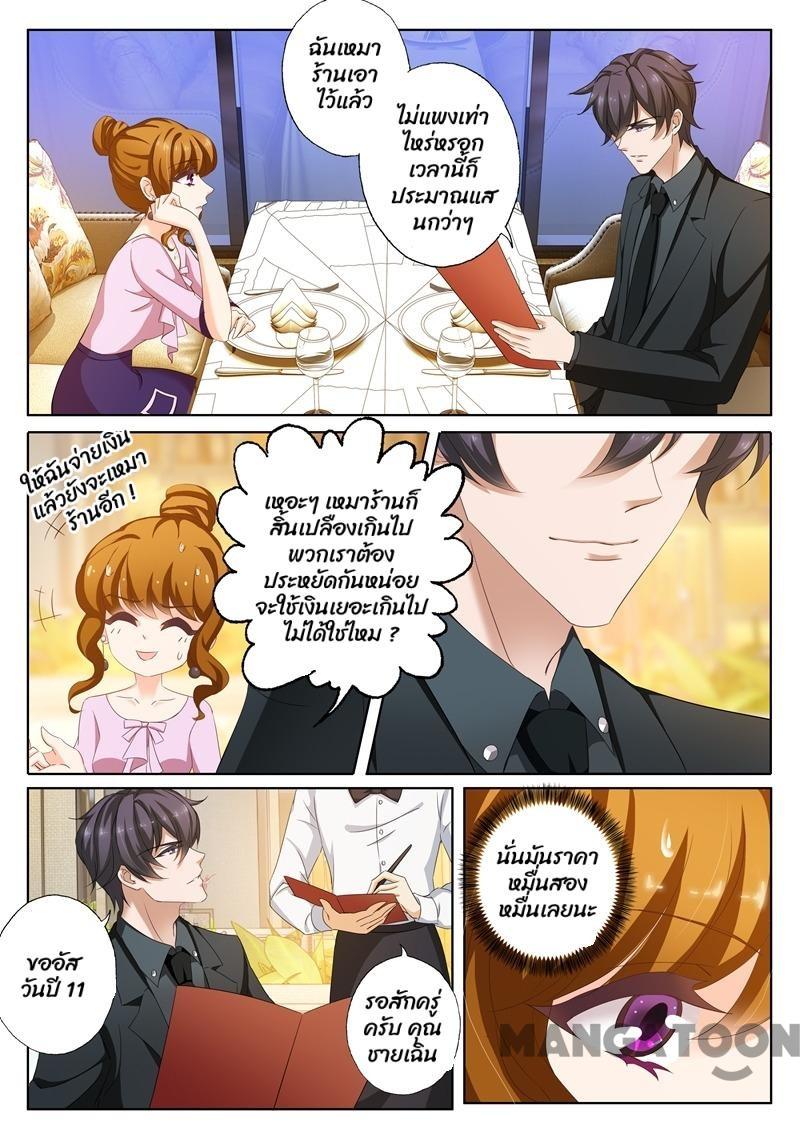 ฉันเหมา
ร้านเอา
ไว้แล้ว
ไม่แพงเท่า
ไหร่หรอก
เวลานี้ก็
ประมาณแส
นกว่าๆ
ให้ฉันจ่ายเงิน
แล้วยังจะเหมา
ร้านอีก !
เหอะๆ เหมาร้านก็
สิ้นเปลืองเกินไป
พวกเราต้อง
ประหยัดกันหน่อย
จะใช้เงินเยอะเกินไป
ไม่ได้ใช่ไหม ?
ขออัส
วันปี 11
รอสักครู่
ครับ คุณ
ชายเฉิน
นั่นมันราคา
หมื่นสอง
หมื่นเลยนะ
MANGATOON